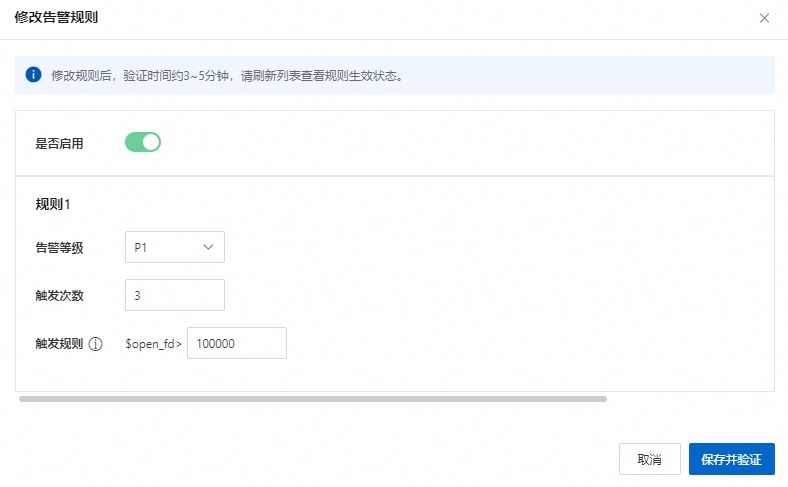 修改告警规则
修改规则后，验证时间约3~5分钟，请刷新列表查看规则生效状态。
是否启用
规则1
告警等级 P1
触发次数 3
触发规则 $open_fd> 100000
取消 保存并验证